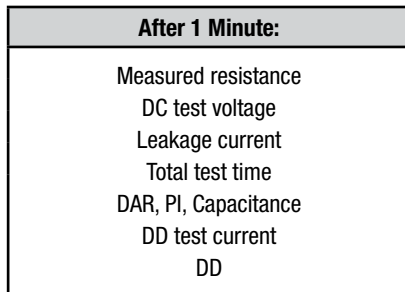 After 1 Minute:
Measured resistance
DC test voltage
Leakage current
Total test time
DAR, PI, Capacitance
DD test current
DD